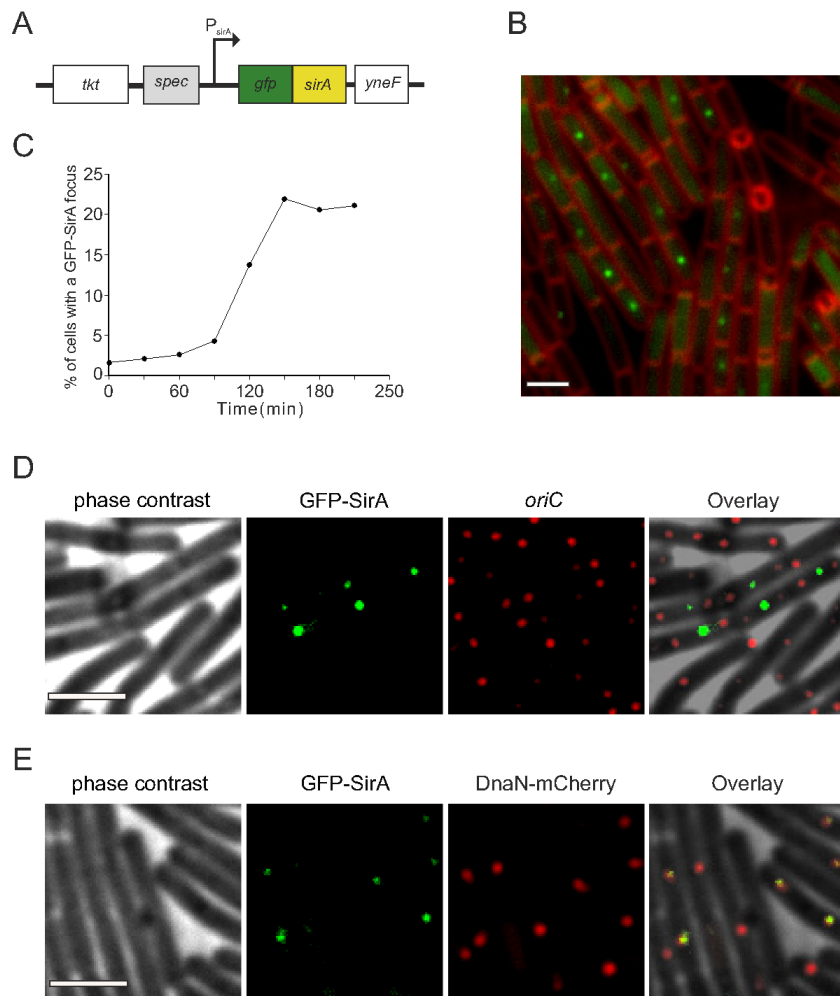 A
P sirA
tkt
spec
gfp
sirA
yneF
B
C
% of cells with a GFP-SirA focus
25
20
15
10
5
0
0
60
120
180
250
Time(min)
D
phase contrast
GFP-SirA
oriC
Overlay
E
phase contrast
GFP-SirA
DnaN-mCherry
Overlay